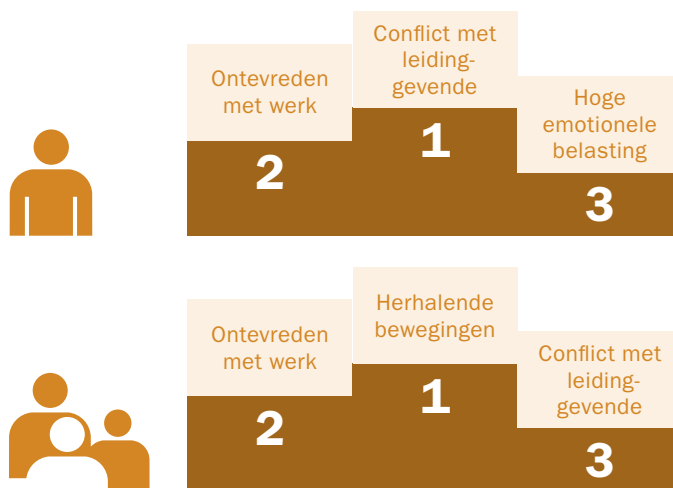 Ontevreden
met werk
2
Conflict met
leiding-
gevende
1
Hoge
emotionele
belasting
3
Ontevreden
met werk
2
Herhalende
bewegingen
1
Conflict met
leiding-
gevende
3